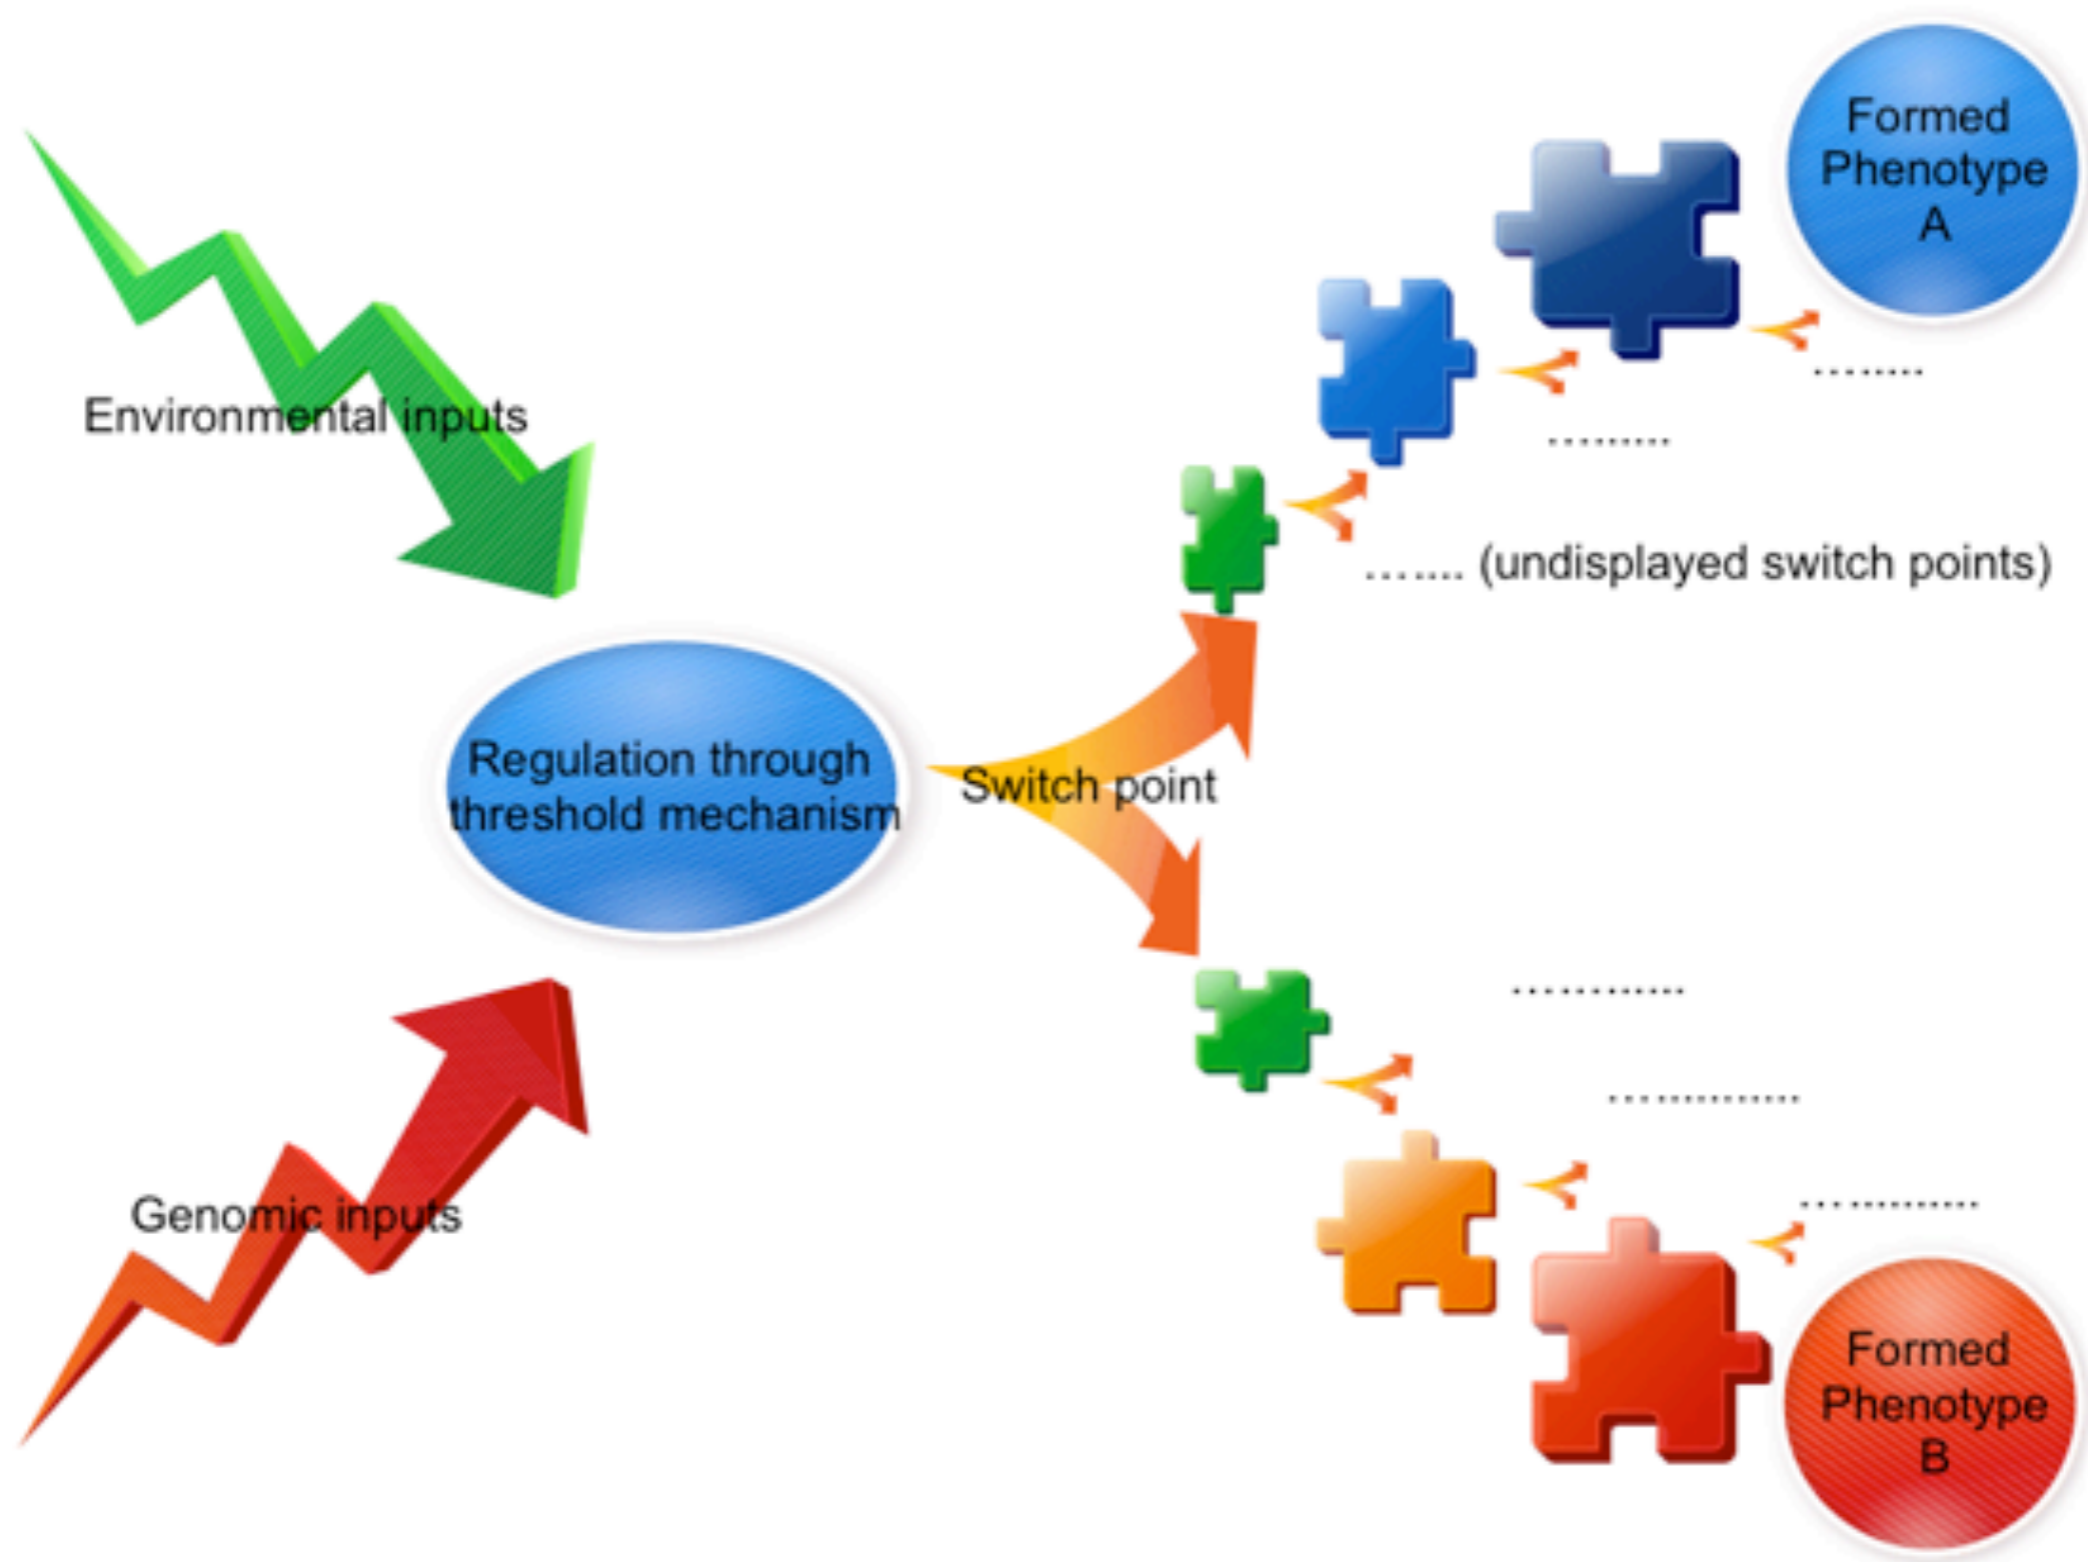 Formed
Phenotype
A
Environmental inputs
........
.........
....... (undisplayed switch points)
Regulation through
threshold mechanism
Switch point
............
.............
Genomic inputs
.............
Formed
Phenotype
B